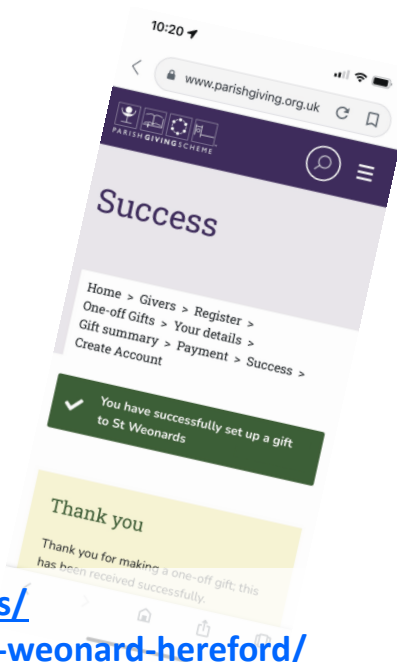 10:20
www.parishgiving.org.uk
PARISH GIVING SCHEME
Success
Home > Givers > Register >
One-off Gifts > Your details >
Gift summary > Payment > Success >
Create Account
You have successfully set up a gift
to St Weonards
Thank you
Thank you for making a one-off gift; this
has been received successfully.
s/
-weonard-hereford/